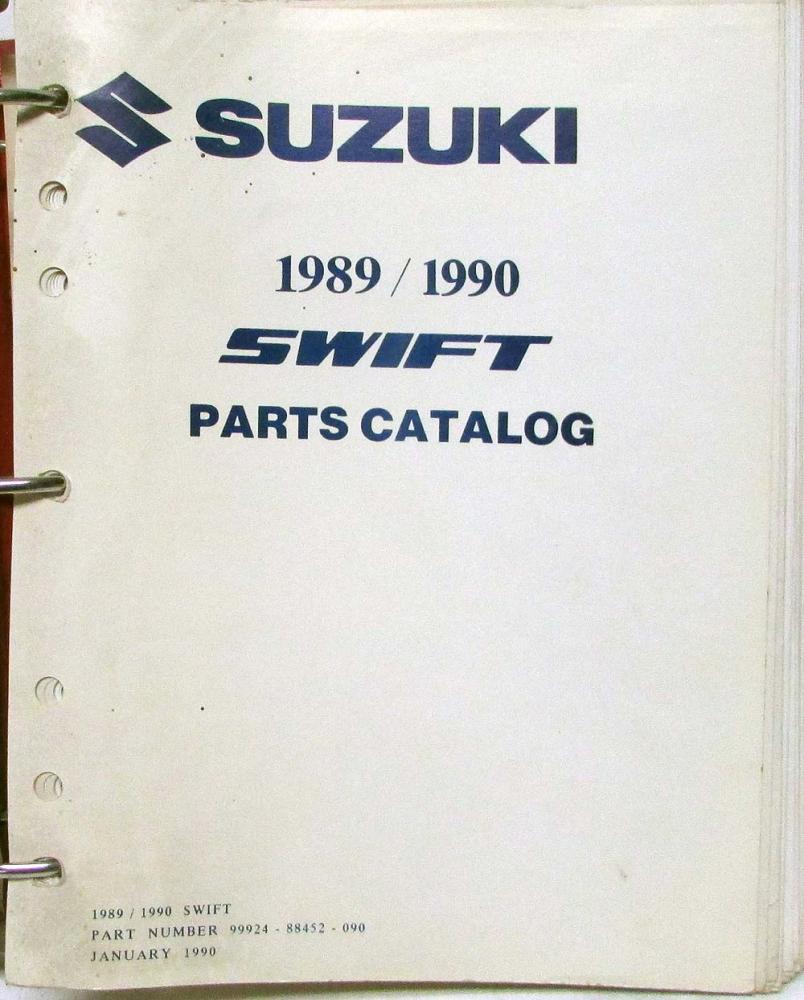 SUZUKI
1989 / 1990
SWIFT
PARTS CATALOG
1989 / 1990 SWIFT
PART NUMBER 99924 - 88452 - 090
JANUARY 1990